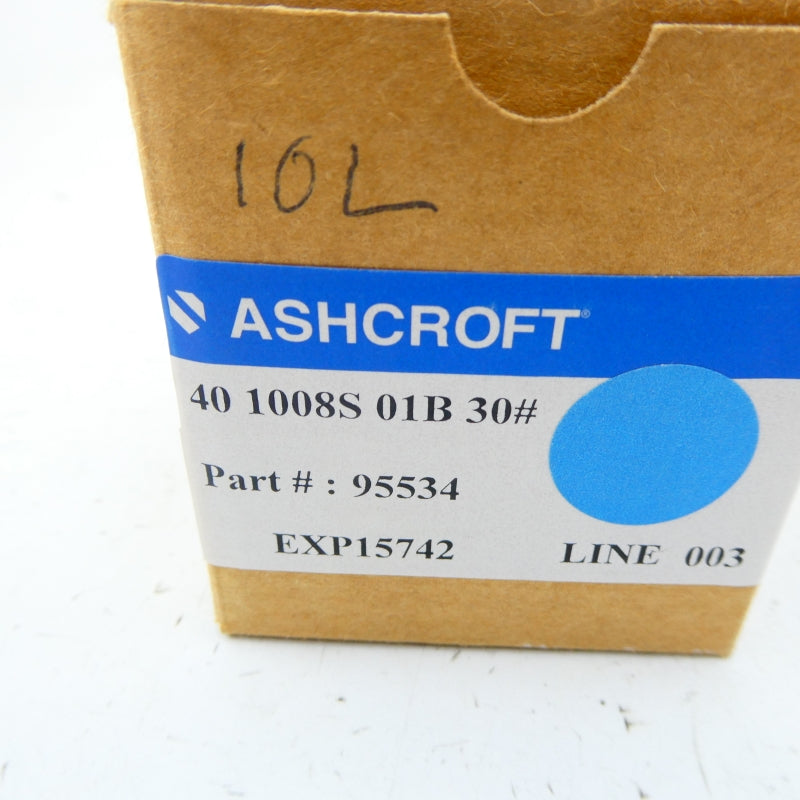 10L
ASHCROFT®
40 1008S 01B 30#
Part # : 95534
EXP15742 LINE 003